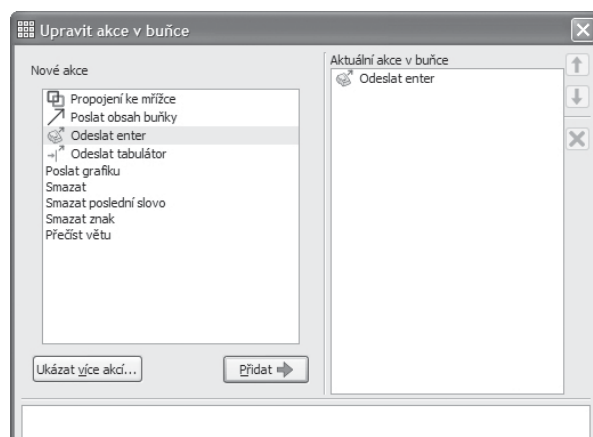 Upravit akce v buňce
Nové akce
Propojení ke mřížce
Poslat obsah buňky
Odeslat enter
Odeslat tabulátor
Poslat grafiku
Smazat
Smazat poslední slovo
Smazat znak
Přečíst větu
Ukázat více akcí...
Přidat
Aktuální akce v buňce
Odeslat enter